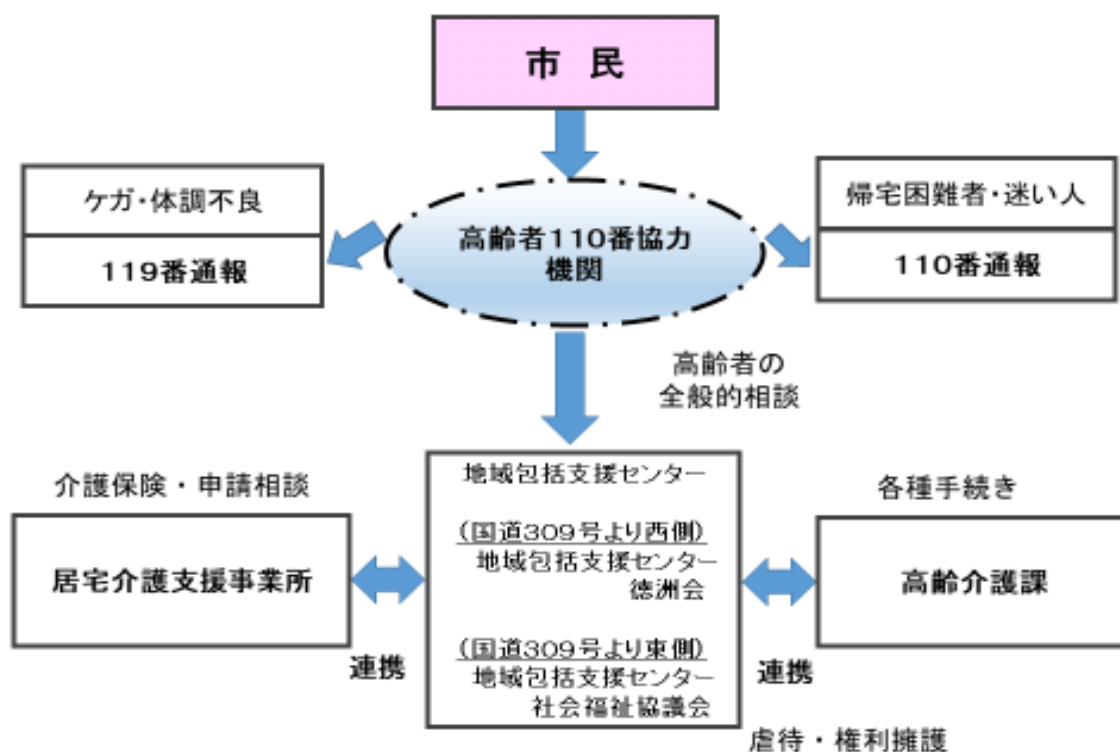 市 民
ケガ・体調不良
119番通報
高齢者110番協力
機関
帰宅困難者・迷い人
110番通報
高齢者の
全般的相談
介護保険・申請相談
居宅介護支援事業所
連携
地域包括支援センター
(国道309号より西側)
地域包括支援センター
徳洲会
(国道309号より東側)
地域包括支援センター
社会福祉協議会
各種手続き
高齢介護課
連携
虐待・権利擁護